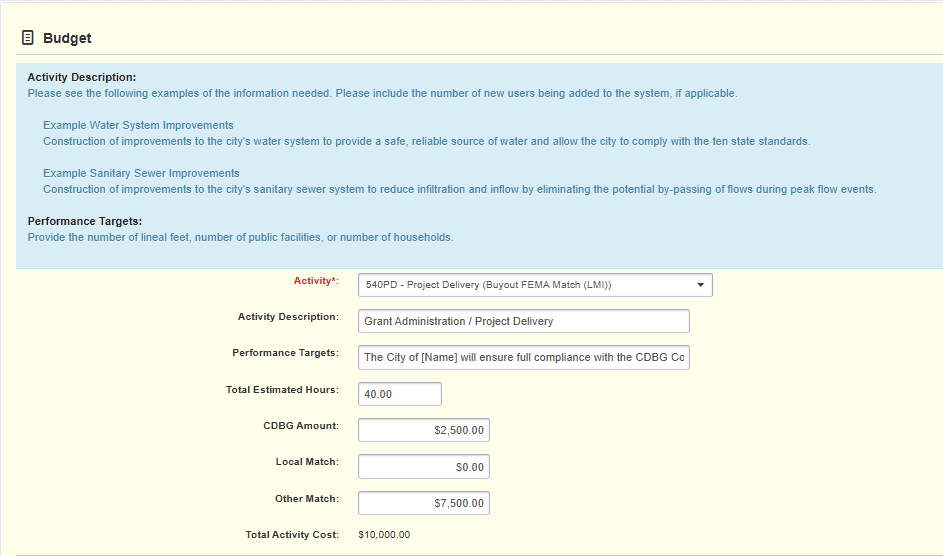 Budget
Activity Description:
Please see the following examples of the information needed. Please include the number of new users being added to the system, if applicable.
Example Water System Improvements
Construction of improvements to the city's water system to provide a safe, reliable source of water and allow the city to comply with the ten state standards.
Example Sanitary Sewer Improvements
Construction of improvements to the city's sanitary sewer system to reduce infiltration and inflow by eliminating the potential by-passing of flows during peak flow events.
Performance Targets:
Provide the number of lineal feet, number of public facilities, or number of households.
Activity*: 540PD - Project Delivery (Buyout FEMA Match (LMI))
Activity Description: Grant Administration / Project Delivery
Performance Targets: The City of [Name] will ensure full compliance with the CDBG Co
Total Estimated Hours: 40.00
CDBG Amount: $2,500.00
Local Match: $0.00
Other Match: $7,500.00
Total Activity Cost: $10,000.00